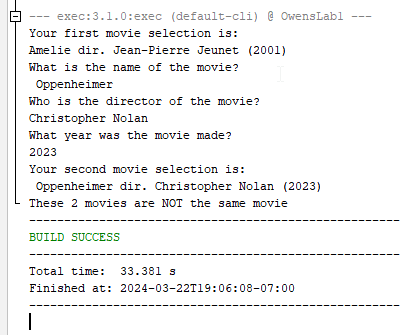 --- exec:3.1.0:exec (default-cli) @ OwensLab1 ---
Your first movie selection is:
Amelie dir. Jean-Pierre Jeunet (2001)
What is the name of the movie?
 Oppenheimer
Who is the director of the movie?
Christopher Nolan
What year was the movie made?
2023
Your second movie selection is:
 Oppenheimer dir. Christopher Nolan (2023)
These 2 movies are NOT the same movie
------------------------------------------------------
BUILD SUCCESS
------------------------------------------------------
Total time:  33.381 s
Finished at: 2024-03-22T19:06:08-07:00
------------------------------------------------------